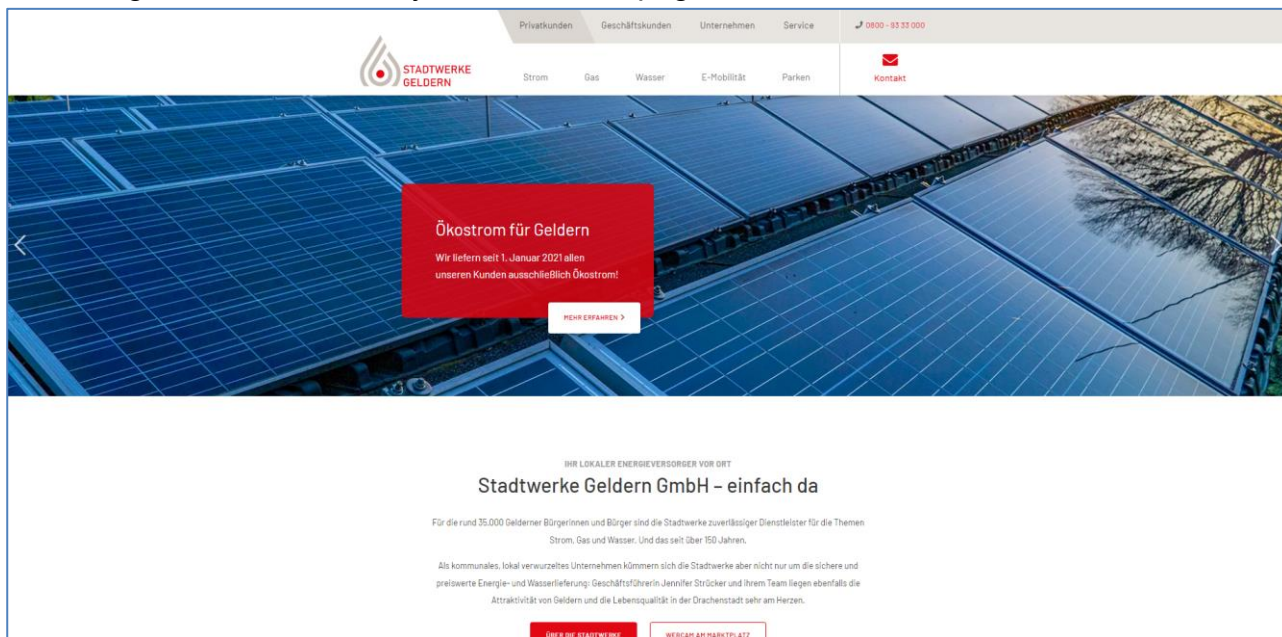 Privatkunden Geschäftskunden Unternehmen Service 0800 - 93 33 000
STADTWERKE
GELDERN
Strom Gas Wasser E-Mobilität Parken Kontakt
Ökostrom für Geldern
Wir liefern seit 1. Januar 2021 allen
unseren Kunden ausschließlich Ökostrom!
MEHR ERFAHREN >
IHR LOKALER ENERGIEVERSORGER VOR ORT
Stadtwerke Geldern GmbH – einfach da
Für die rund 35.000 Gelderner Bürgerinnen und Bürger sind die Stadtwerke zuverlässiger Dienstleister für die Themen
Strom, Gas und Wasser. Und das seit über 150 Jahren.
Als kommunales, lokal verwurzeltes Unternehmen kümmern sich die Stadtwerke aber nicht nur um die sichere und
preiswerte Energie- und Wasserlieferung: Geschäftsführerin Jennifer Strücker und ihrem Team liegen ebenfalls die
Attraktivität von Geldern und die Lebensqualität in der Drachenstadt sehr am Herzen.
ÜBER DIE STADTWERKE WEBCAM AM MARKTPLATZ